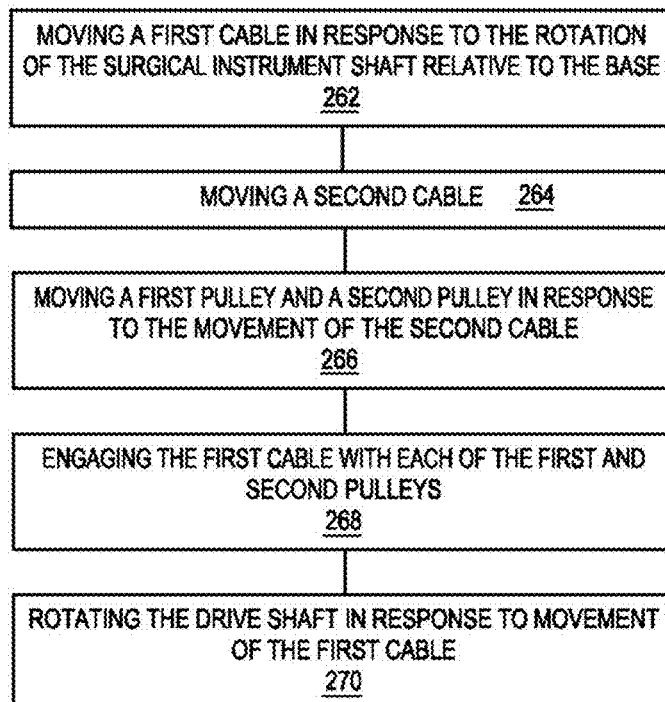 MOVING A FIRST CABLE IN RESPONSE TO THE ROTATION
OF THE SURGICAL INSTRUMENT SHAFT RELATIVE TO THE BASE
262
MOVING A SECOND CABLE 264
MOVING A FIRST PULLEY AND A SECOND PULLEY IN RESPONSE
TO THE MOVEMENT OF THE SECOND CABLE
266
ENGAGING THE FIRST CABLE WITH EACH OF THE FIRST AND
SECOND PULLEYS
268
ROTATING THE DRIVE SHAFT IN RESPONSE TO MOVEMENT
OF THE FIRST CABLE
270